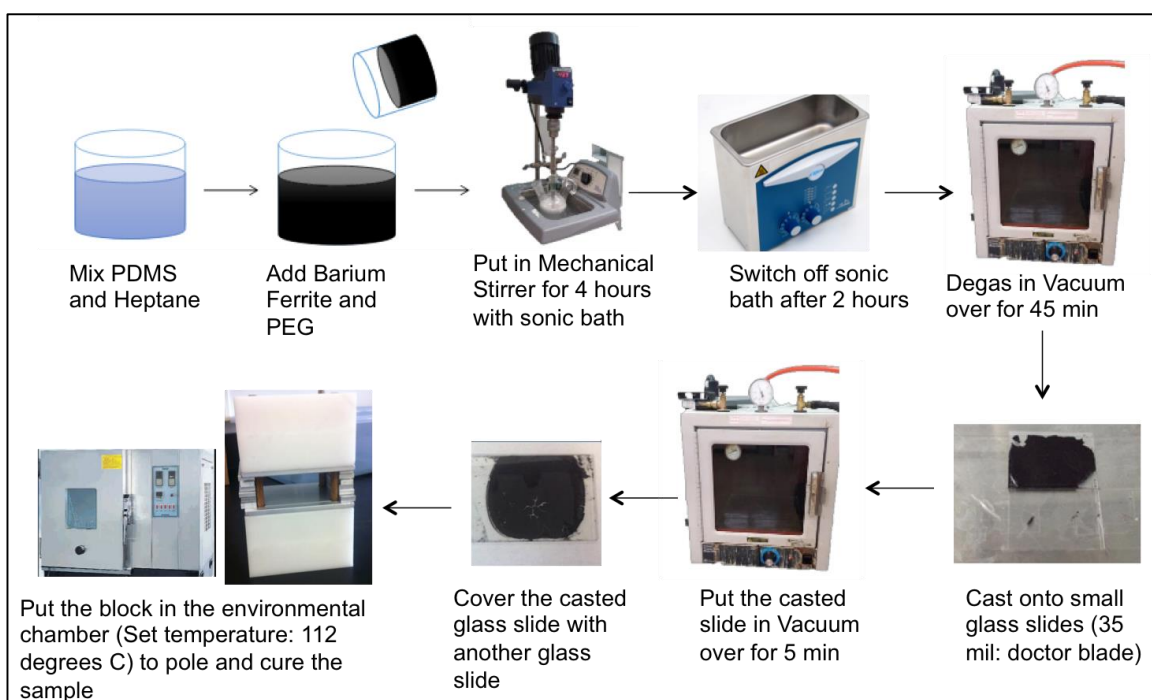 Mix PDMS
and Heptane
Add Barium
Ferrite and
PEG
Put in Mechanical
Stirrer for 4 hours
with sonic bath
Switch off sonic
bath after 2 hours
Degas in Vacuum
over for 45 min
Cast onto small
glass slides (35
mil: doctor blade)
Put the casted
slide in Vacuum
over for 5 min
Cover the casted
glass slide with
another glass
slide
Put the block in the environmental
chamber (Set temperature: 112
degrees C) to pole and cure the
sample